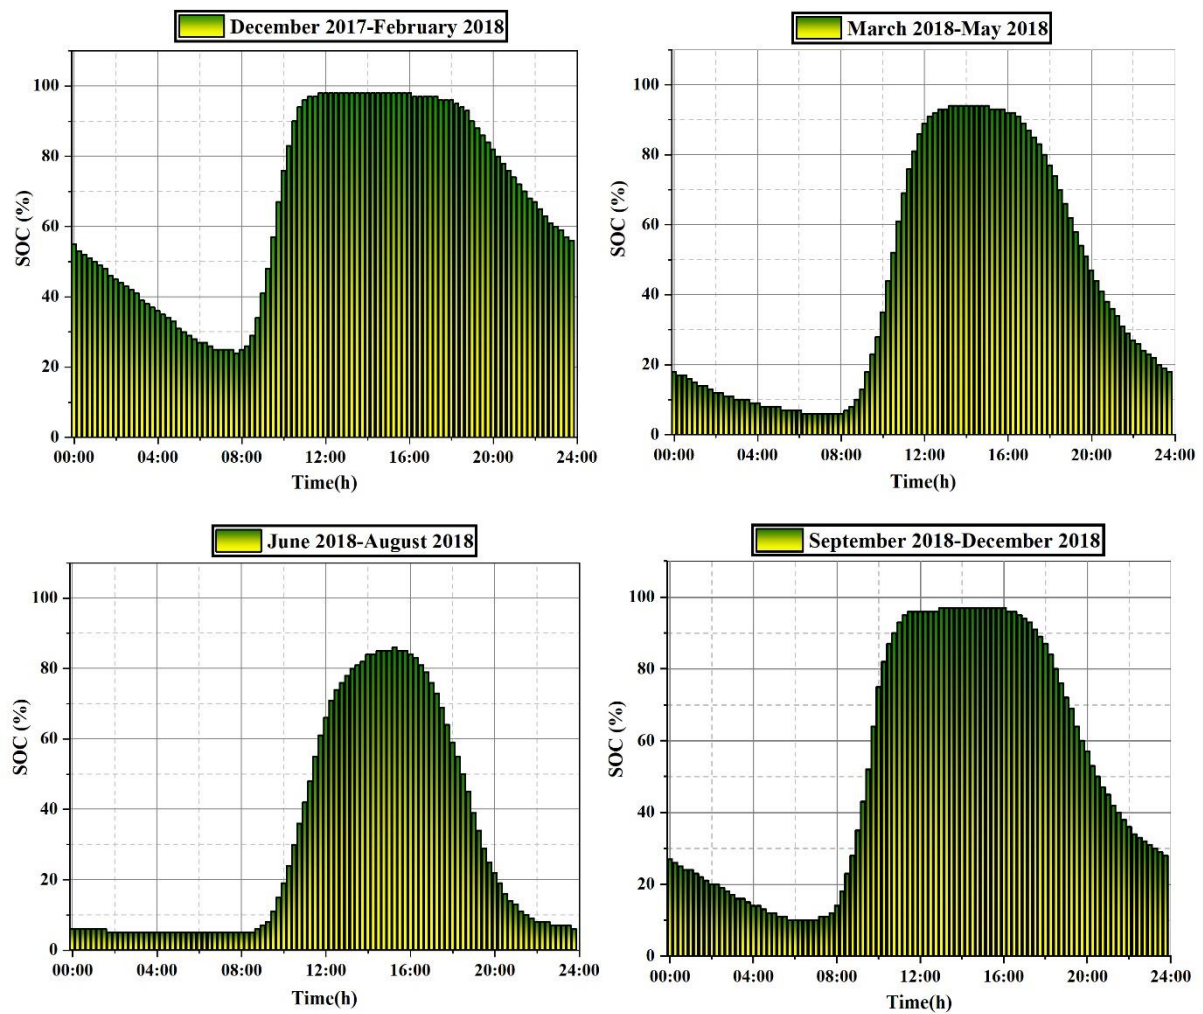 December 2017-February 2018
100
80
60
40
20
0
SOC (%)
00:00 04:00 08:00 12:00 16:00 20:00 24:00
Time(h)
March 2018-May 2018
100
80
60
40
20
0
SOC (%)
00:00 04:00 08:00 12:00 16:00 20:00 24:00
Time(h)
June 2018-August 2018
100
80
60
40
20
0
SOC (%)
00:00 04:00 08:00 12:00 16:00 20:00 24:00
Time(h)
September 2018-December 2018
100
80
60
40
20
0
SOC (%)
00:00 04:00 08:00 12:00 16:00 20:00 24:00
Time(h)